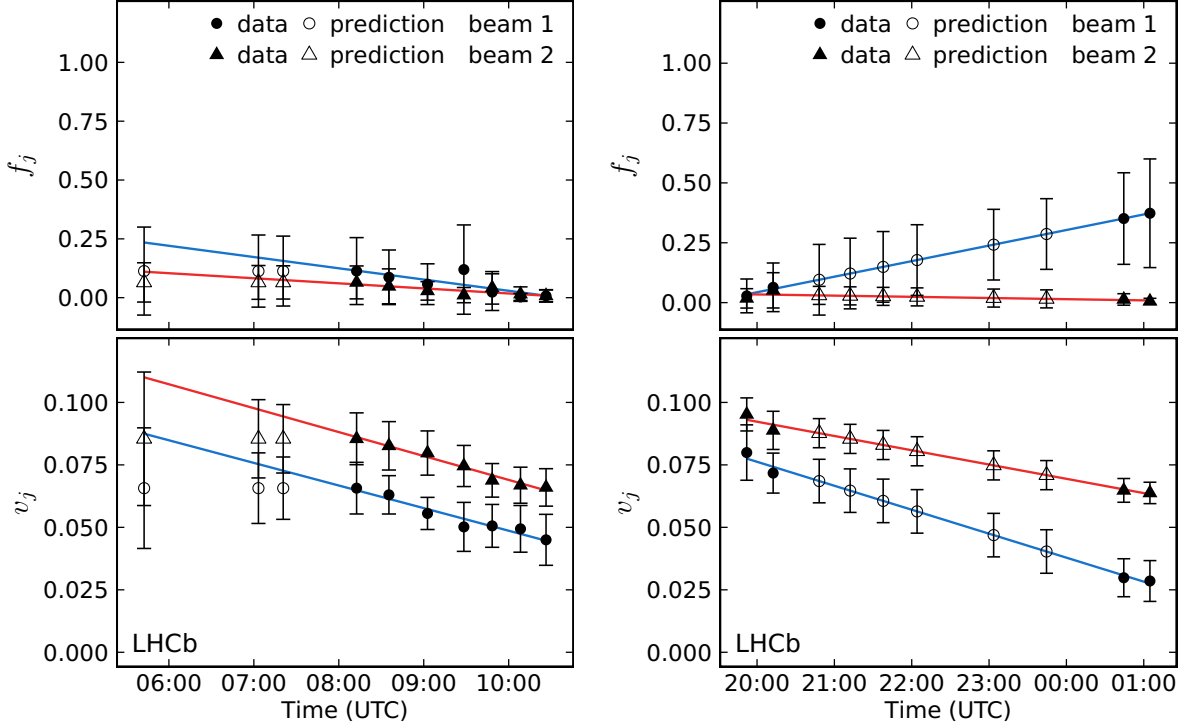 ● data ○ prediction beam 1
▲ data △ prediction beam 2
1.00
0.75
0.50
0.25
0.00
f_j
● data ○ prediction beam 1
▲ data △ prediction beam 2
1.00
0.75
0.50
0.25
0.00
f_j
0.100
0.075
0.050
0.025
0.000
v_j
LHCb
06:00 07:00 08:00 09:00 10:00
Time (UTC)
0.100
0.075
0.050
0.025
0.000
v_j
LHCb
20:00 21:00 22:00 23:00 00:00 01:00
Time (UTC)